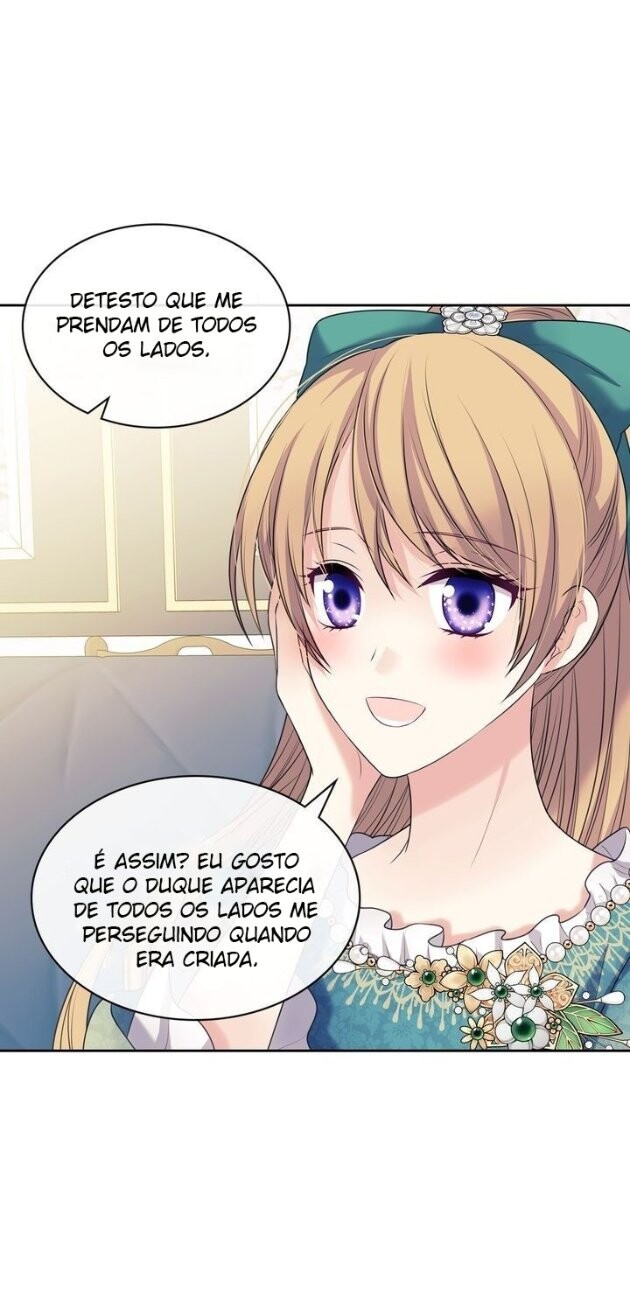 DETESTO QUE ME
PRENDAM DE TODOS
OS LADOS.
É ASSIM? EU GOSTO
QUE O DUQUE APARECIA
DE TODOS OS LADOS ME
PERSEGUINDO QUANDO
ERA CRIADA.